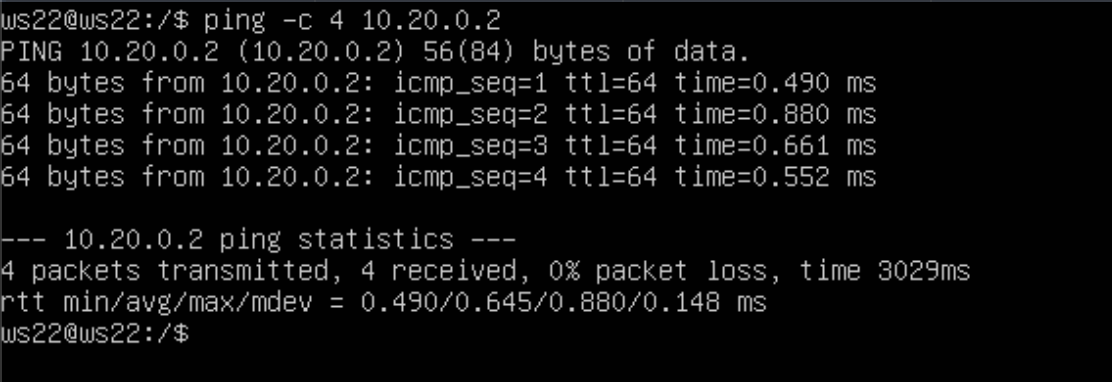 ws22@ws22:/$ ping -c 4 10.20.0.2
PING 10.20.0.2 (10.20.0.2) 56(84) bytes of data.
64 bytes from 10.20.0.2: icmp_seq=1 ttl=64 time=0.490 ms
64 bytes from 10.20.0.2: icmp_seq=2 ttl=64 time=0.880 ms
64 bytes from 10.20.0.2: icmp_seq=3 ttl=64 time=0.661 ms
64 bytes from 10.20.0.2: icmp_seq=4 ttl=64 time=0.552 ms
--- 10.20.0.2 ping statistics ---
4 packets transmitted, 4 received, 0% packet loss, time 3029ms
rtt min/avg/max/mdev = 0.490/0.645/0.880/0.148 ms
ws22@ws22:/$